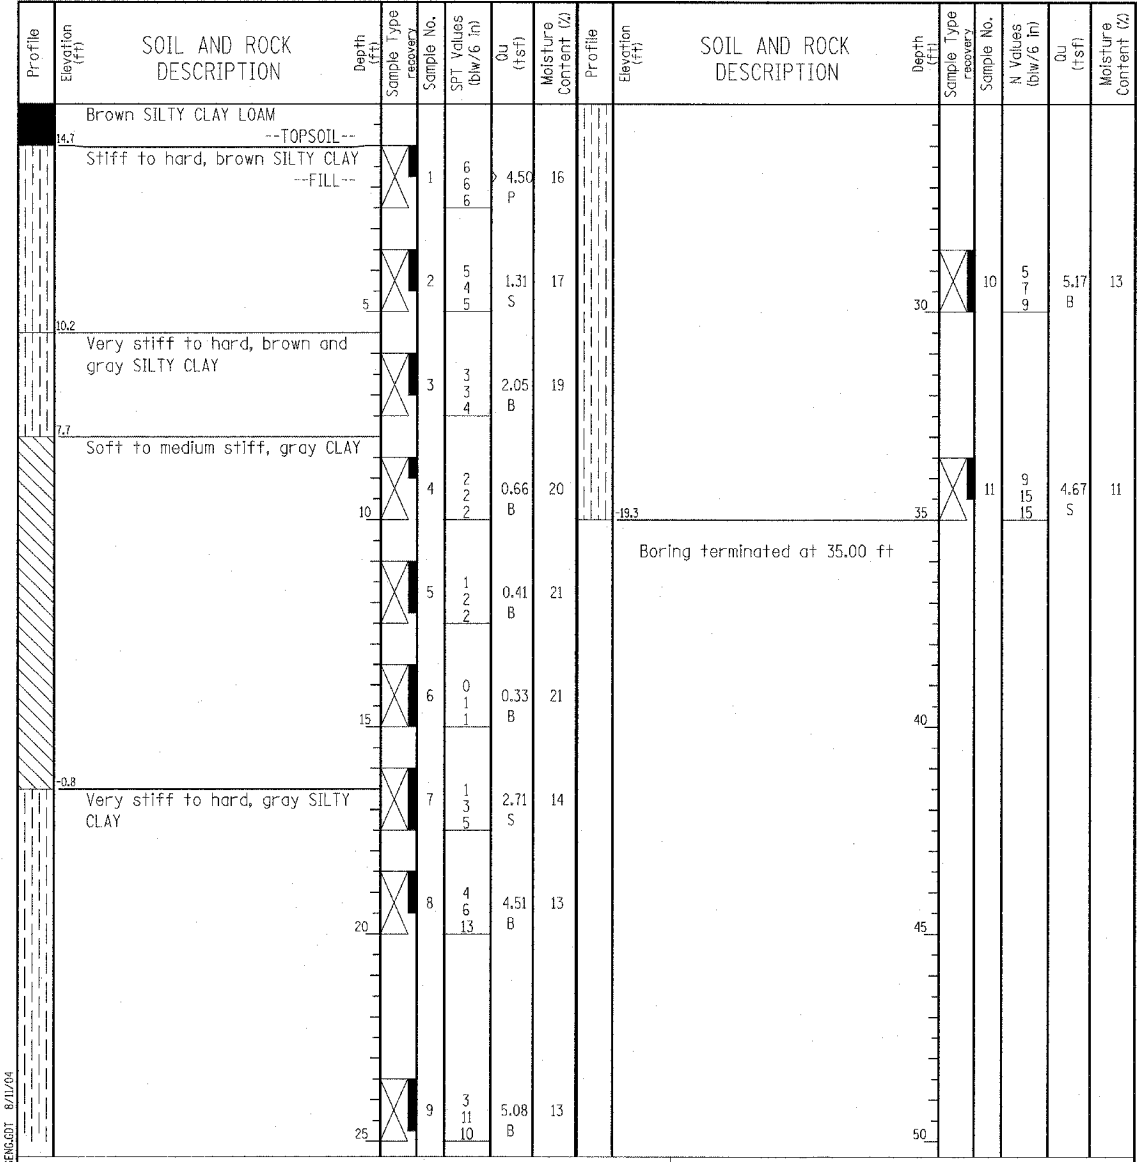 Profile
Elevation (ft)
SOIL AND ROCK
DESCRIPTION
Depth (ft)
Sample Type
recovery
Sample No.
SPT Values
(blw/6 in)
Qu
(tsf)
Moisture
Content (%)
Profile
Elevation (ft)
SOIL AND ROCK
DESCRIPTION
Depth (ft)
Sample Type
recovery
Sample No.
N Values
(blw/6 in)
Qu
(tsf)
Moisture
Content (%)
Brown SILTY CLAY LOAM
14.7 --TOPSOIL--
Stiff to hard, brown SILTY CLAY
--FILL--
1 6 6 6 > 4.50 P 16
2 5 4 5 1.31 S 17
5
10.2
Very stiff to hard, brown and
gray SILTY CLAY
3 3 3 4 2.05 B 19
7.7
Soft to medium stiff, gray CLAY
4 2 2 2 0.66 B 20
10
5 1 2 2 0.41 B 21
6 0 1 1 0.33 B 21
15
-0.8
Very stiff to hard, gray SILTY
CLAY
7 1 3 5 2.71 S 14
8 4 6 13 4.51 B 13
20
9 3 11 10 5.08 B 13
25
10 5 7 9 5.17 B 13
30
11 9 15 15 4.67 S 11
-19.3 35
Boring terminated at 35.00 ft
40
45
50
ENG.GDT 8/11/04